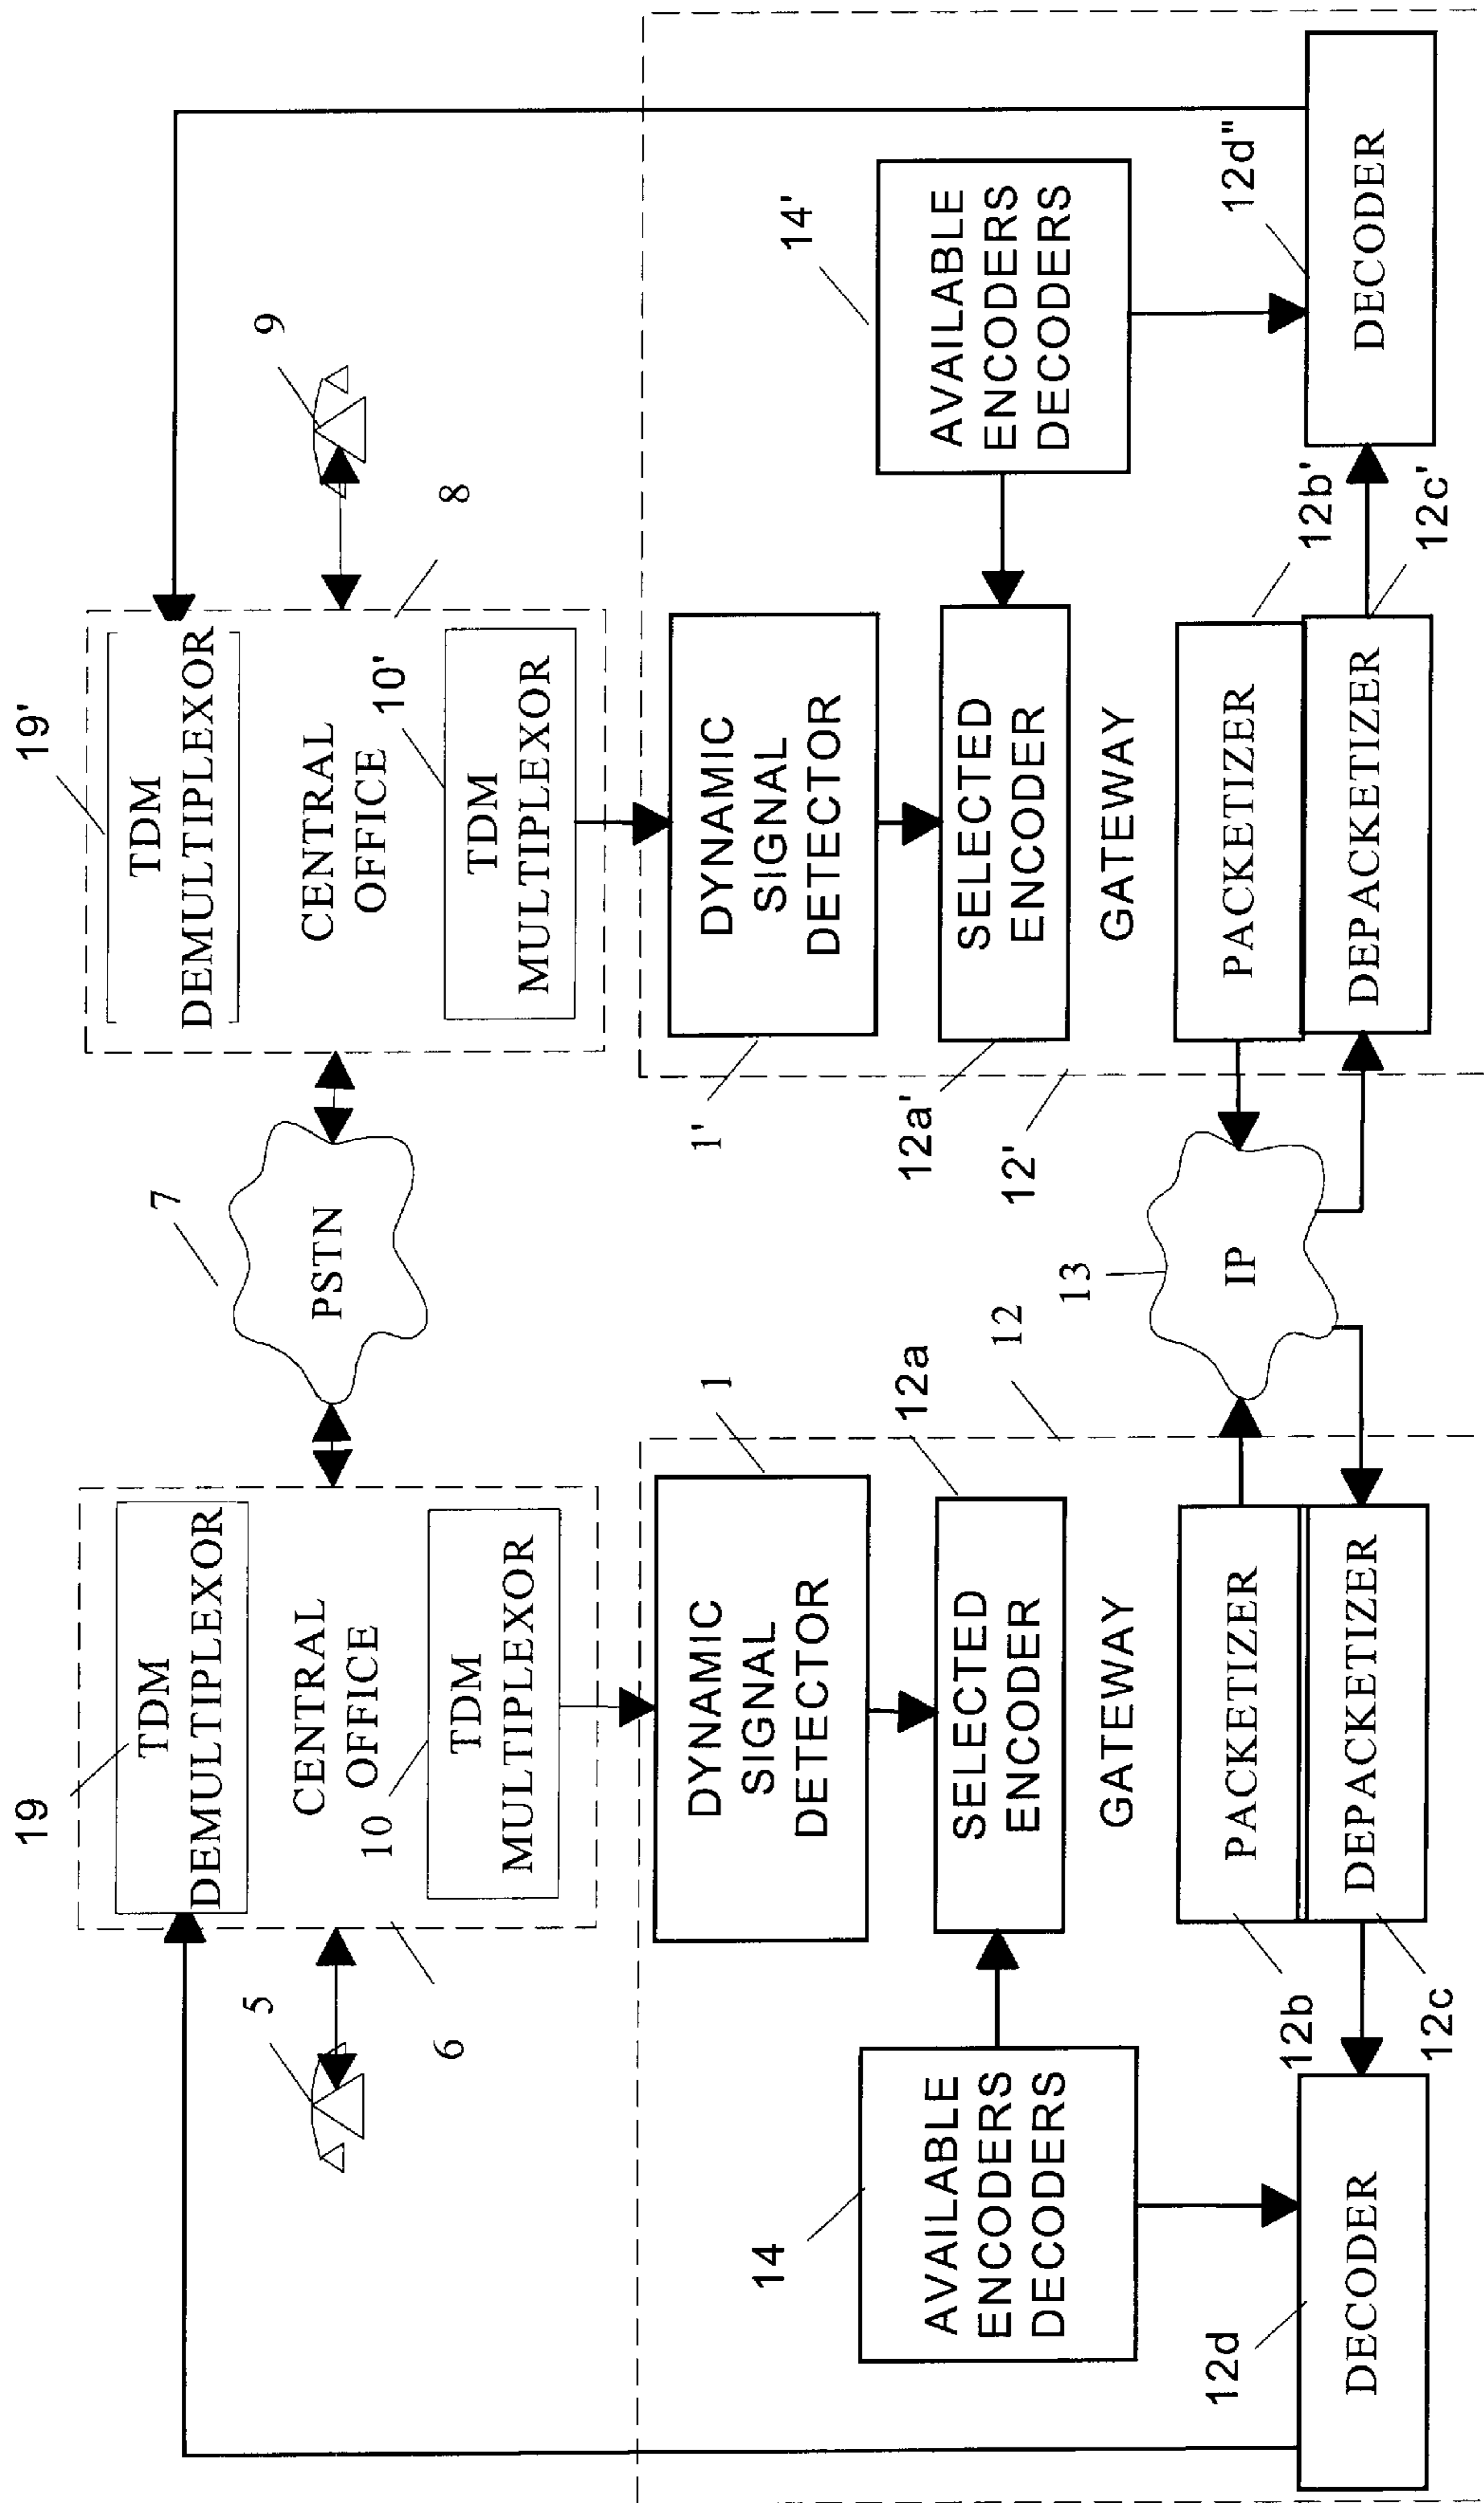 19
TDM
DEMULTIPLEXOR
CENTRAL
OFFICE
10
TDM
MULTIPLEXOR
5
6
7
PSTN
19'
TDM
DEMULTIPLEXOR
CENTRAL
OFFICE
10'
TDM
MULTIPLEXOR
8
9
1
DYNAMIC
SIGNAL
DETECTOR
12a
SELECTED
ENCODER
12
GATEWAY
14
AVAILABLE
ENCODERS
DECODERS
12b
PACKETIZER
DEPACKETIZER
12c
12d
DECODER
13
IP
1'
DYNAMIC
SIGNAL
DETECTOR
12a'
SELECTED
ENCODER
12'
GATEWAY
14'
AVAILABLE
ENCODERS
DECODERS
12b'
PACKETIZER
DEPACKETIZER
12c'
12d"
DECODER